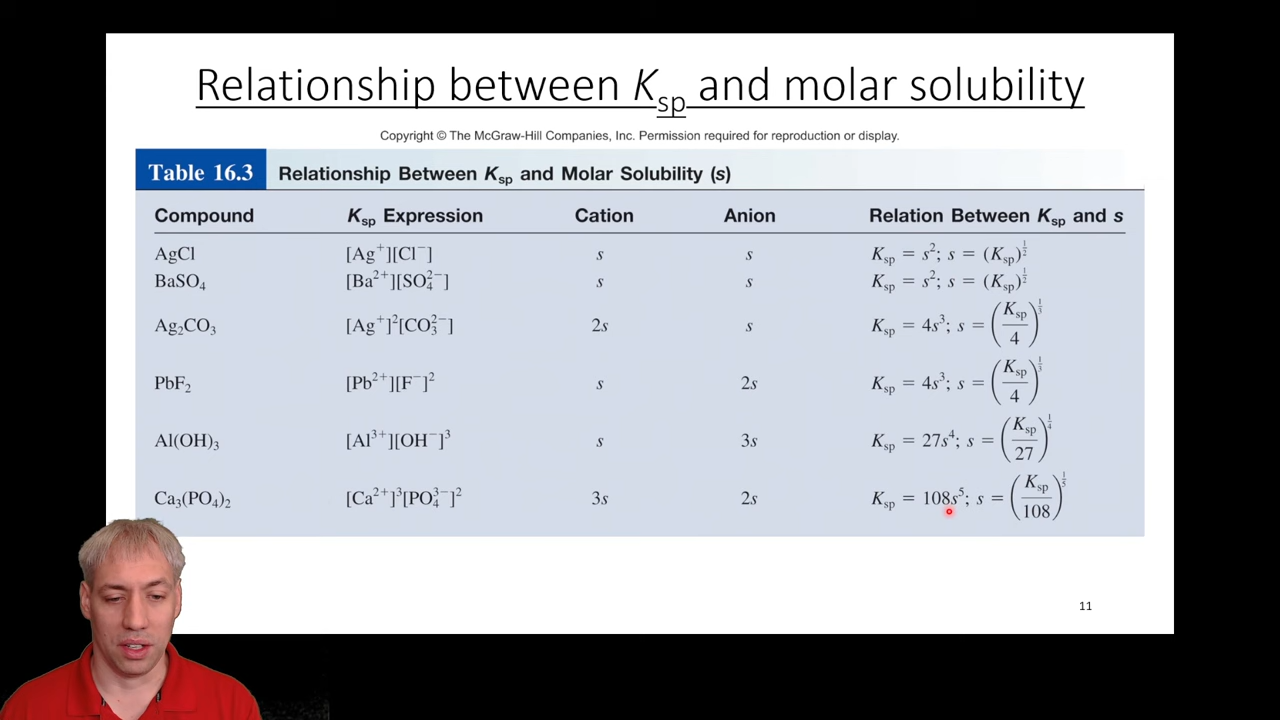 Relationship between Ksp and molar solubility
Copyright © The McGraw-Hill Companies, Inc. Permission required for reproduction or display.
Table 16.3 Relationship Between Ksp and Molar Solubility (s)
Compound Ksp Expression Cation Anion Relation Between Ksp and s
AgCl [Ag⁺][Cl⁻] s s Ksp = s²; s = (Ksp)^½
BaSO₄ [Ba²⁺][SO₄²⁻] s s Ksp = s²; s = (Ksp)^½
Ag₂CO₃ [Ag⁺]²[CO₃²⁻] 2s s Ksp = 4s³; s = (Ksp/4)^⅓
PbF₂ [Pb²⁺][F⁻]² s 2s Ksp = 4s³; s = (Ksp/4)^⅓
Al(OH)₃ [Al³⁺][OH⁻]³ s 3s Ksp = 27s⁴; s = (Ksp/27)^¼
Ca₃(PO₄)₂ [Ca²⁺]³[PO₄³⁻]² 3s 2s Ksp = 108s⁵; s = (Ksp/108)^⅕
11